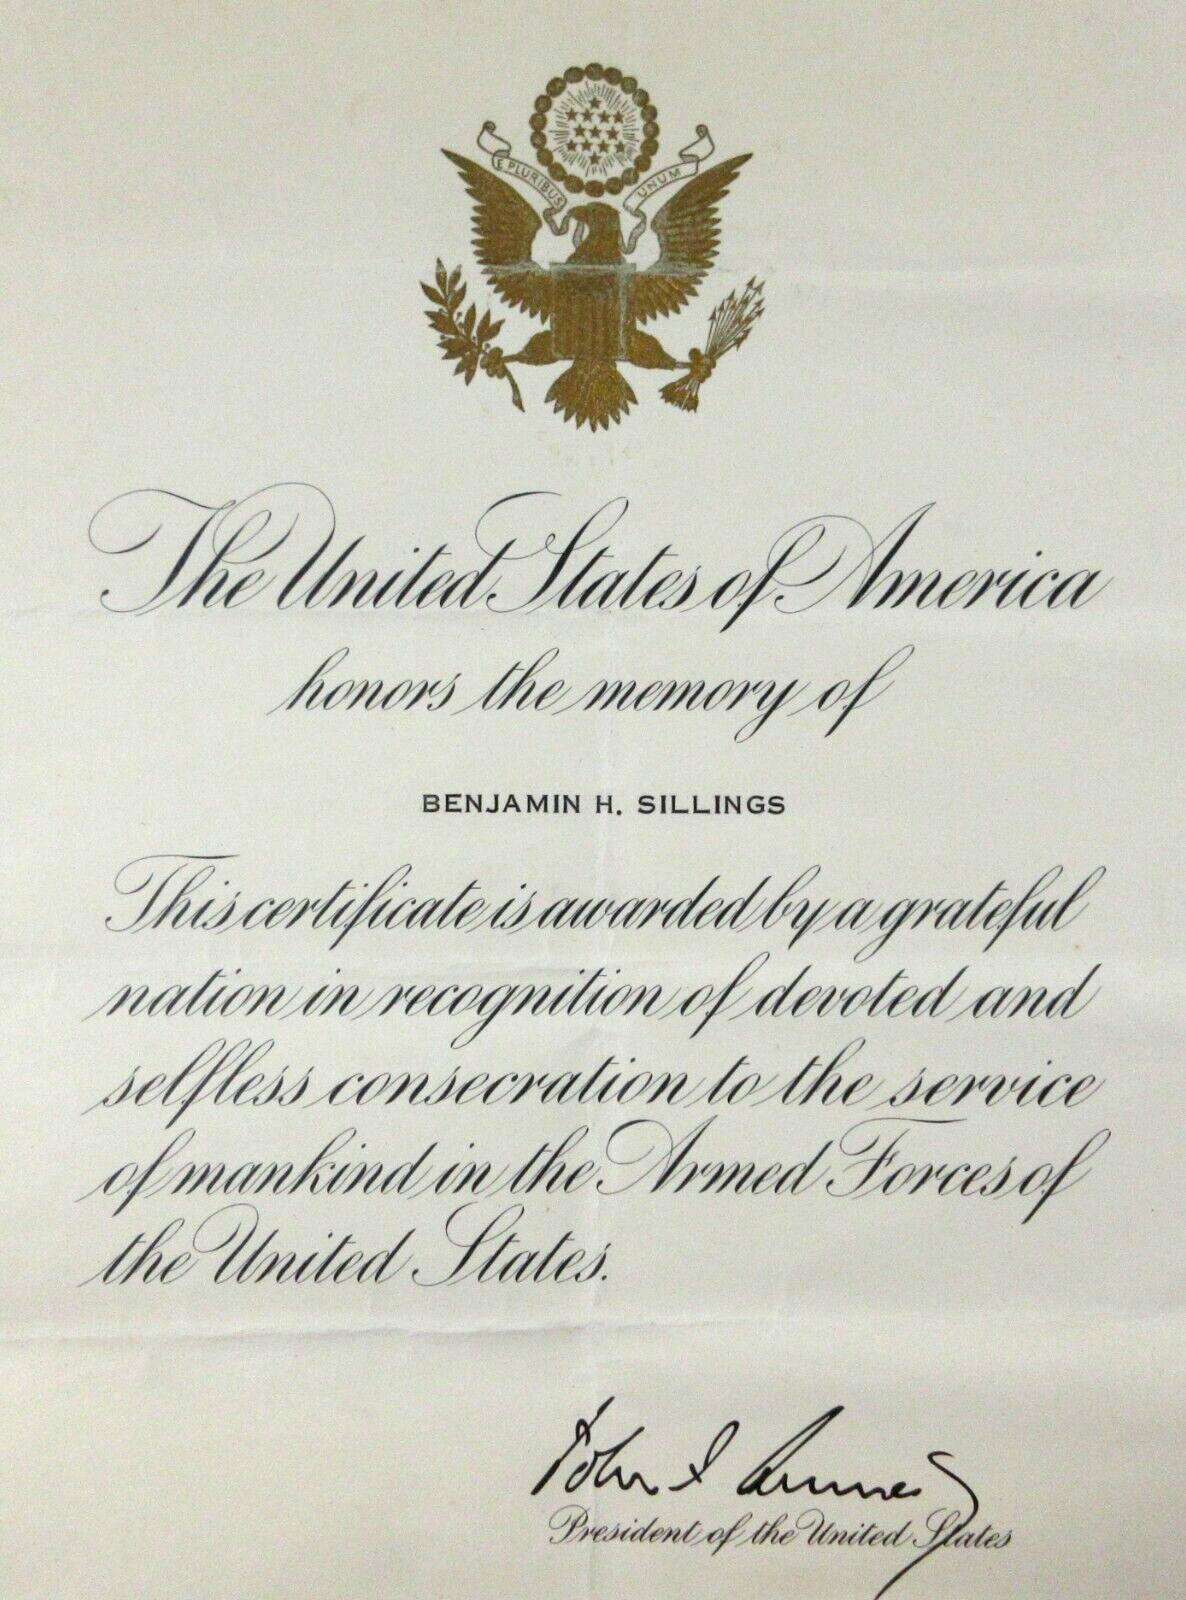 E PLURIBUS UNUM
The United States of America
honors the memory of
BENJAMIN H. SILLINGS
This certificate is awarded by a grateful
nation in recognition of devoted and
selfless consecration to the service
of mankind in the Armed Forces of
the United States.
John F. Kennedy
President of the United States